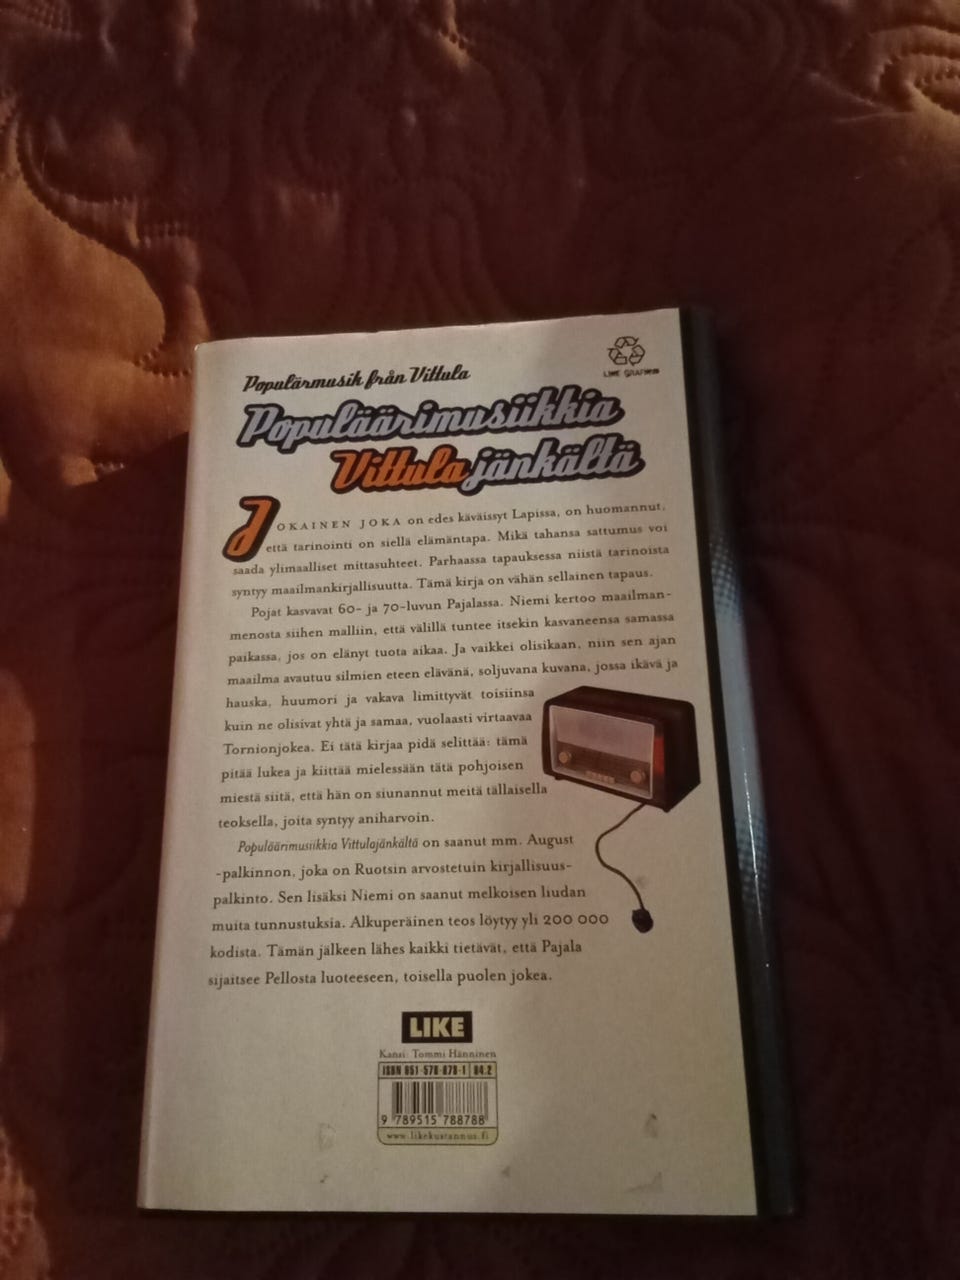 Populärmusik från Vittula
LIKE
Populäärimusiikkia
Vittulajänkältä
JOKAINEN JOKA on edes käväissyt Lapissa, on huomannut,
että tarinointi on siellä elämäntapa. Mikä tahansa sattumus voi
saada ylimaalliset mittasuhteet. Parhaassa tapauksessa niistä tarinoista
syntyy maailmankirjallisuutta. Tämä kirja on vähän sellainen tapaus.
Pojat kasvavat 60- ja 70-luvun Pajalassa. Niemi kertoo maailman-
menosta siihen malliin, että välillä tuntee itsekin kasvaneensa samassa
paikassa, jos on elänyt tuota aikaa. Ja vaikkei olisikaan, niin sen ajan
maailma avautuu silmien eteen elävänä, soljuvana kuvana, jossa ikävä ja
hauska, huumori ja vakava limittyvät toisiinsa
kuin ne olisivat yhtä ja samaa, vuolaasti virtaavaa
Tornionjokea. Ei tätä kirjaa pidä selittää: tämä
pitää lukea ja kiittää mielessään tätä pohjoisen
miestä siitä, että hän on siunannut meitä tällaisella
teoksella, joita syntyy aniharvoin.
Populäärimusiikkia Vittulajänkältä on saanut mm. August
-palkinnon, joka on Ruotsin arvostetuin kirjallisuus-
palkinto. Sen lisäksi Niemi on saanut melkoisen liudan
muita tunnustuksia. Alkuperäinen teos löytyy yli 200 000
kodista. Tämän jälkeen lähes kaikki tietävät, että Pajala
sijaitsee Pellosta luoteeseen, toisella puolen jokea.
LIKE
Kansi: Tommi Hänninen
ISBN 951-578-878-1 84.2
9 789515 788788
www.likekustannus.fi